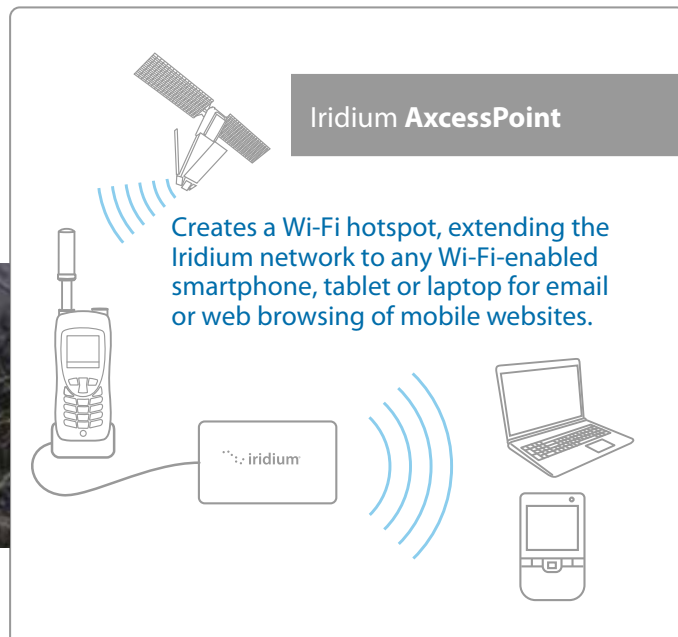 Iridium AxcessPoint
Creates a Wi-Fi hotspot, extending the
Iridium network to any Wi-Fi-enabled
smartphone, tablet or laptop for email
or web browsing of mobile websites.
iridium